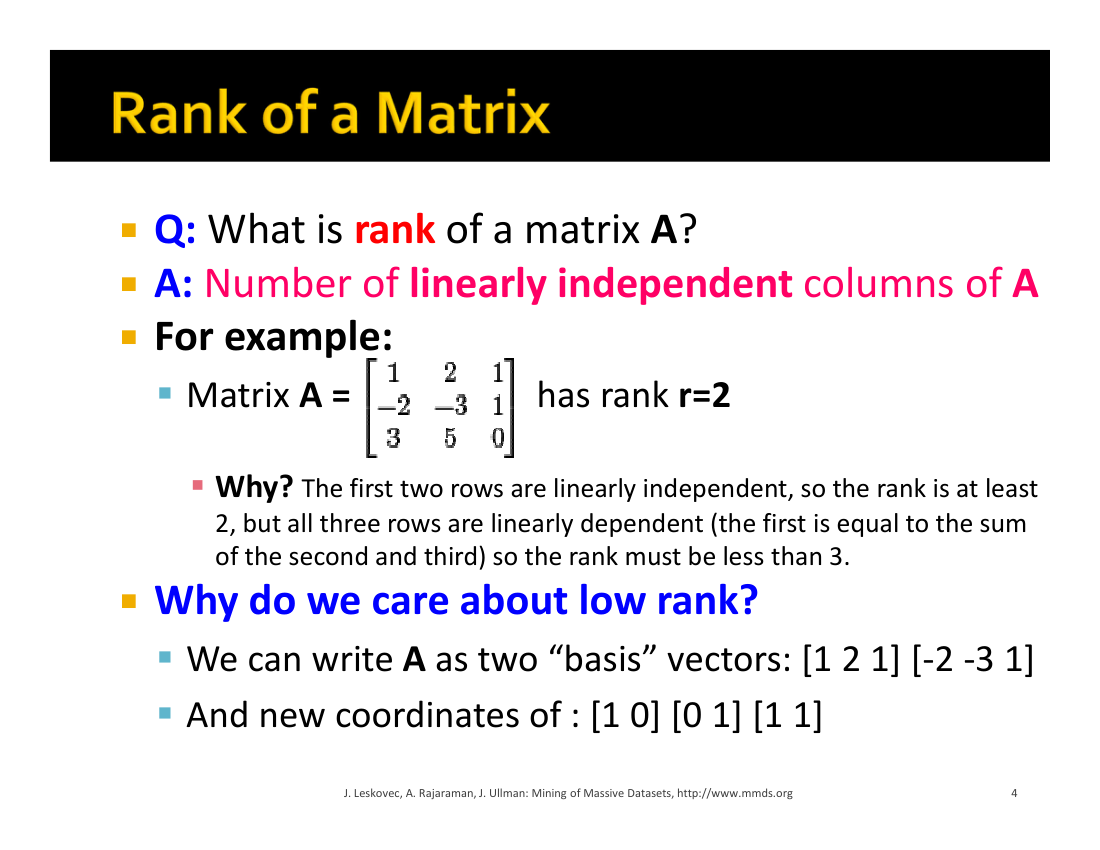 Rank of a Matrix
Q: What is rank of a matrix A?
A: Number of linearly independent columns of A
For example:
Matrix A = [1 2 1
-2 -3 1
3 5 0] has rank r=2
Why? The first two rows are linearly independent, so the rank is at least
2, but all three rows are linearly dependent (the first is equal to the sum
of the second and third) so the rank must be less than 3.
Why do we care about low rank?
We can write A as two “basis” vectors: [1 2 1] [-2 -3 1]
And new coordinates of : [1 0] [0 1] [1 1]
J. Leskovec, A. Rajaraman, J. Ullman: Mining of Massive Datasets, http://www.mmds.org
4